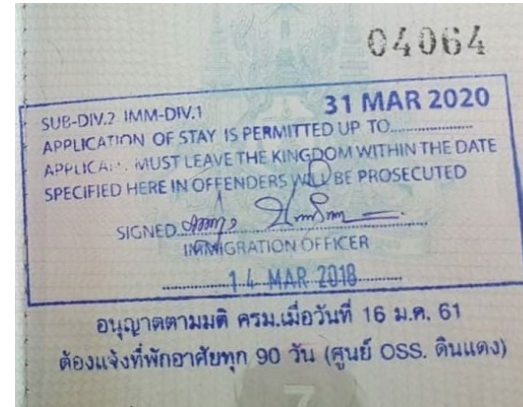 04064
SUB-DIV.2 IMM-DIV.1 31 MAR 2020
APPLICATION OF STAY IS PERMITTED UP TO..............
MUST LEAVE THE KINGDOM WITHIN THE DATE
SPECIFIED HERE IN OFFENDERS WILL BE PROSECUTED
SIGNED
IMMIGRATION OFFICER
14 MAR 2018
อนุญาตตามมติ ครม.เมื่อวันที่ 16 ม.ค. 61
ต้องแจ้งที่พักอาศัยทุก 90 วัน (ศูนย์ OSS. ดินแดง)
7